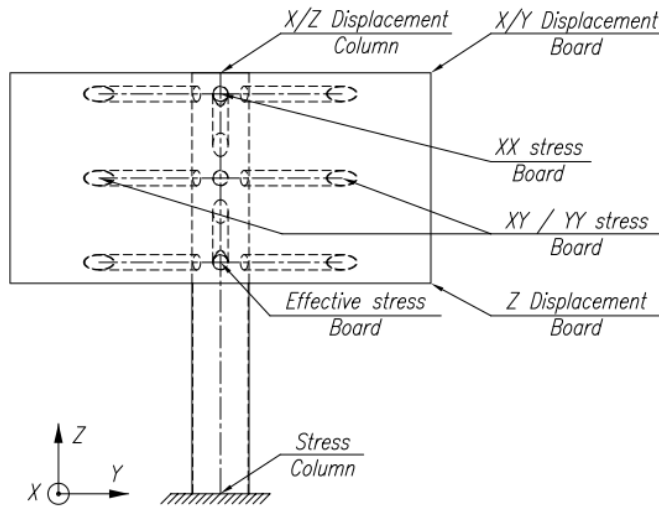 X/Z Displacement
Column
X/Y Displacement
Board
XX stress
Board
XY / YY stress
Board
Effective stress
Board
Z Displacement
Board
Stress
Column
Z
Y
X